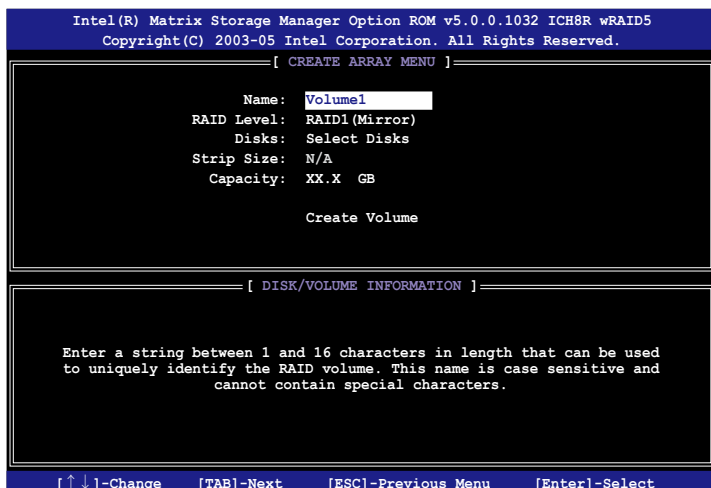 Intel(R) Matrix Storage Manager Option ROM v5.0.0.1032 ICH8R wRAID5
Copyright(C) 2003-05 Intel Corporation. All Rights Reserved.
[ CREATE ARRAY MENU ]
Name: Volume1
RAID Level: RAID1(Mirror)
Disks: Select Disks
Strip Size: N/A
Capacity: XX.X GB
Create Volume
[ DISK/VOLUME INFORMATION ]
Enter a string between 1 and 16 characters in length that can be used
to uniquely identify the RAID volume. This name is case sensitive and
cannot contain special characters.
[↑↓]-Change [TAB]-Next [ESC]-Previous Menu [Enter]-Select